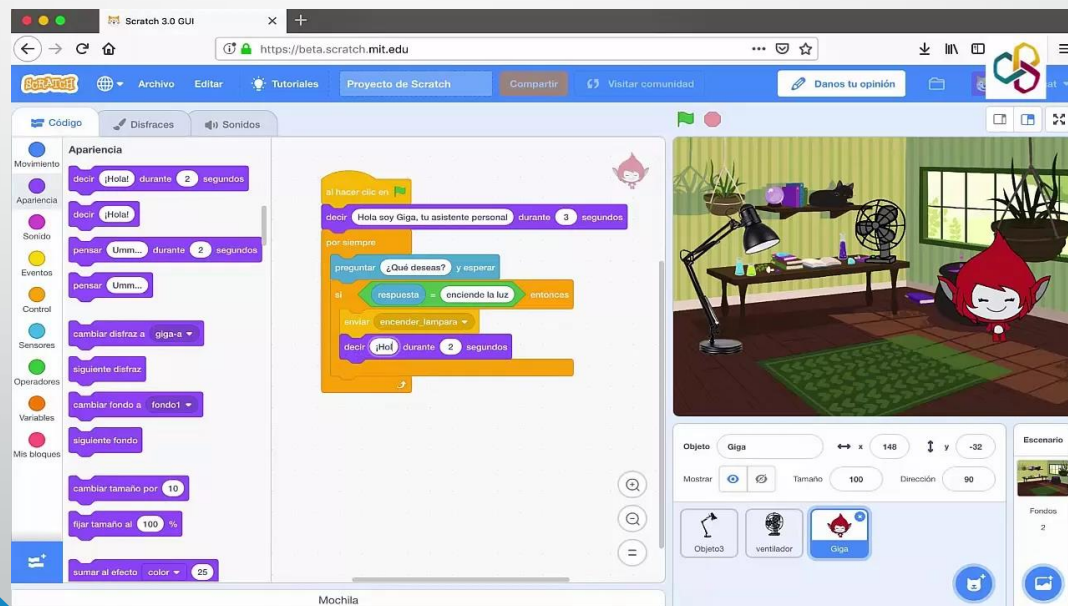 Scratch 3.0 GUI
https://beta.scratch.mit.edu
SCRATCH
Archivo
Editar
Tutoriales
Proyecto de Scratch
Compartir
Visitar comunidad
Danos tu opinión
Código
Disfraces
Sonidos
Movimiento
Apariencia
Sonido
Eventos
Control
Sensores
Operadores
Variables
Mis bloques
Apariencia
decir ¡Hola! durante 2 segundos
decir ¡Hola!
pensar Umm... durante 2 segundos
pensar Umm...
cambiar disfraz a giga-a
siguiente disfraz
cambiar fondo a fondo1
siguiente fondo
cambiar tamaño por 10
fijar tamaño al 100 %
sumar al efecto color 25
al hacer clic en
decir Hola soy Giga, tu asistente personal durante 3 segundos
por siempre
preguntar ¿Qué deseas? y esperar
si respuesta = enciende la luz entonces
enviar encender_lampara
decir ¡Hol durante 2 segundos
Mochila
Objeto Giga x 148 y -32
Mostrar Tamaño 100 Dirección 90
Objeto3
ventilador
Giga
Escenario
Fondos
2